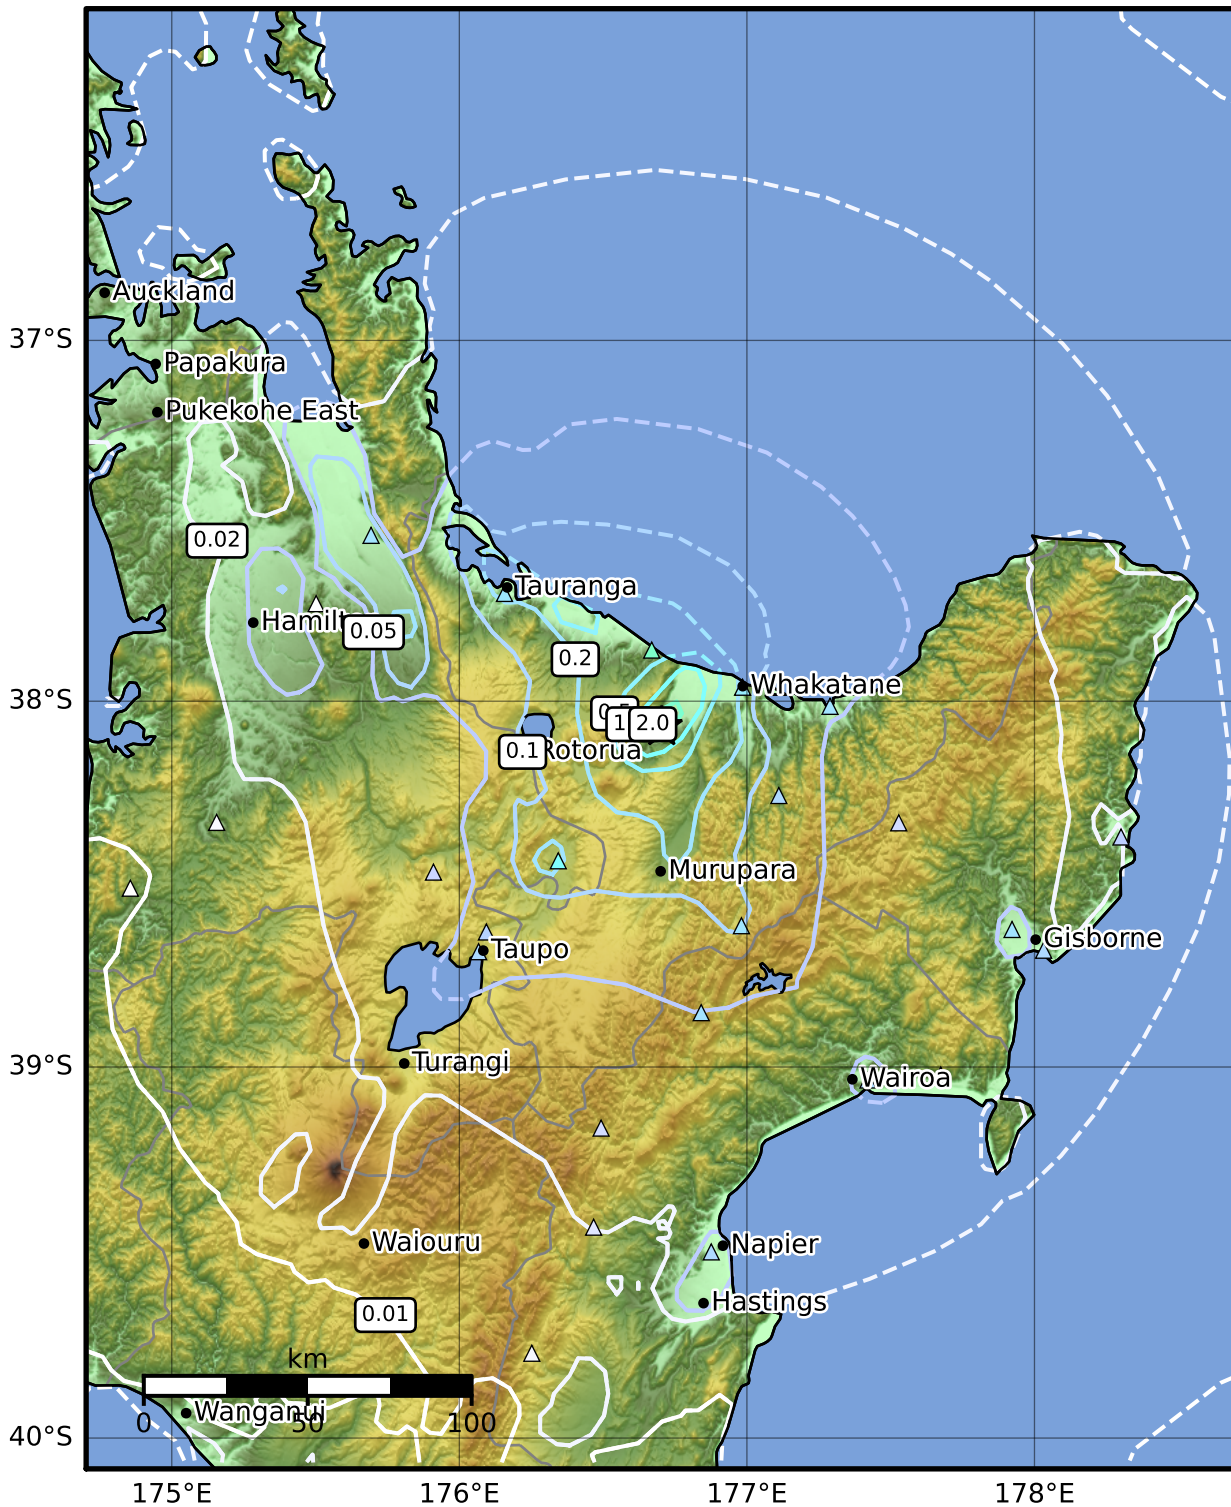 Auckland
37°S
Papakura
Pukekohe East
0.02
Tauranga
0.05
0.2
Whakatane
38°S
2.0
0.1
Rotorua
Murupara
Gisborne
Taupo
Turangi
39°S
Wairoa
Waiouru
Napier
Hastings
0.01
km
Wanganui
0 50 100
40°S
175°E 176°E 177°E 178°E